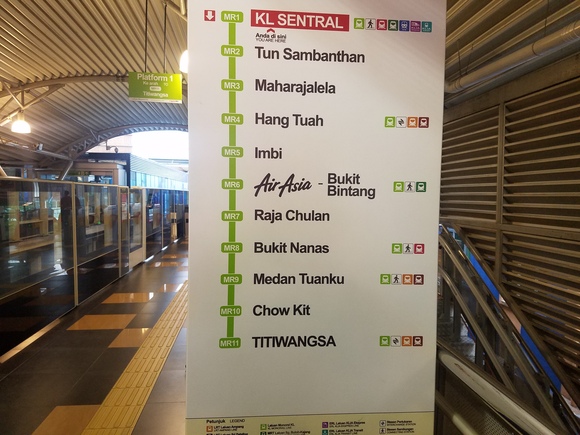 MR1 KL SENTRAL
Anda di sini
YOU ARE HERE
MR2 Tun Sambanthan
MR3 Maharajalela
MR4 Hang Tuah
MR5 Imbi
MR6 AirAsia - Bukit
Bintang
MR7 Raja Chulan
MR8 Bukit Nanas
MR9 Medan Tuanku
MR10 Chow Kit
MR11 TITIWANGSA
Platform 1
Titiwangsa
Petunjuk LEGEND